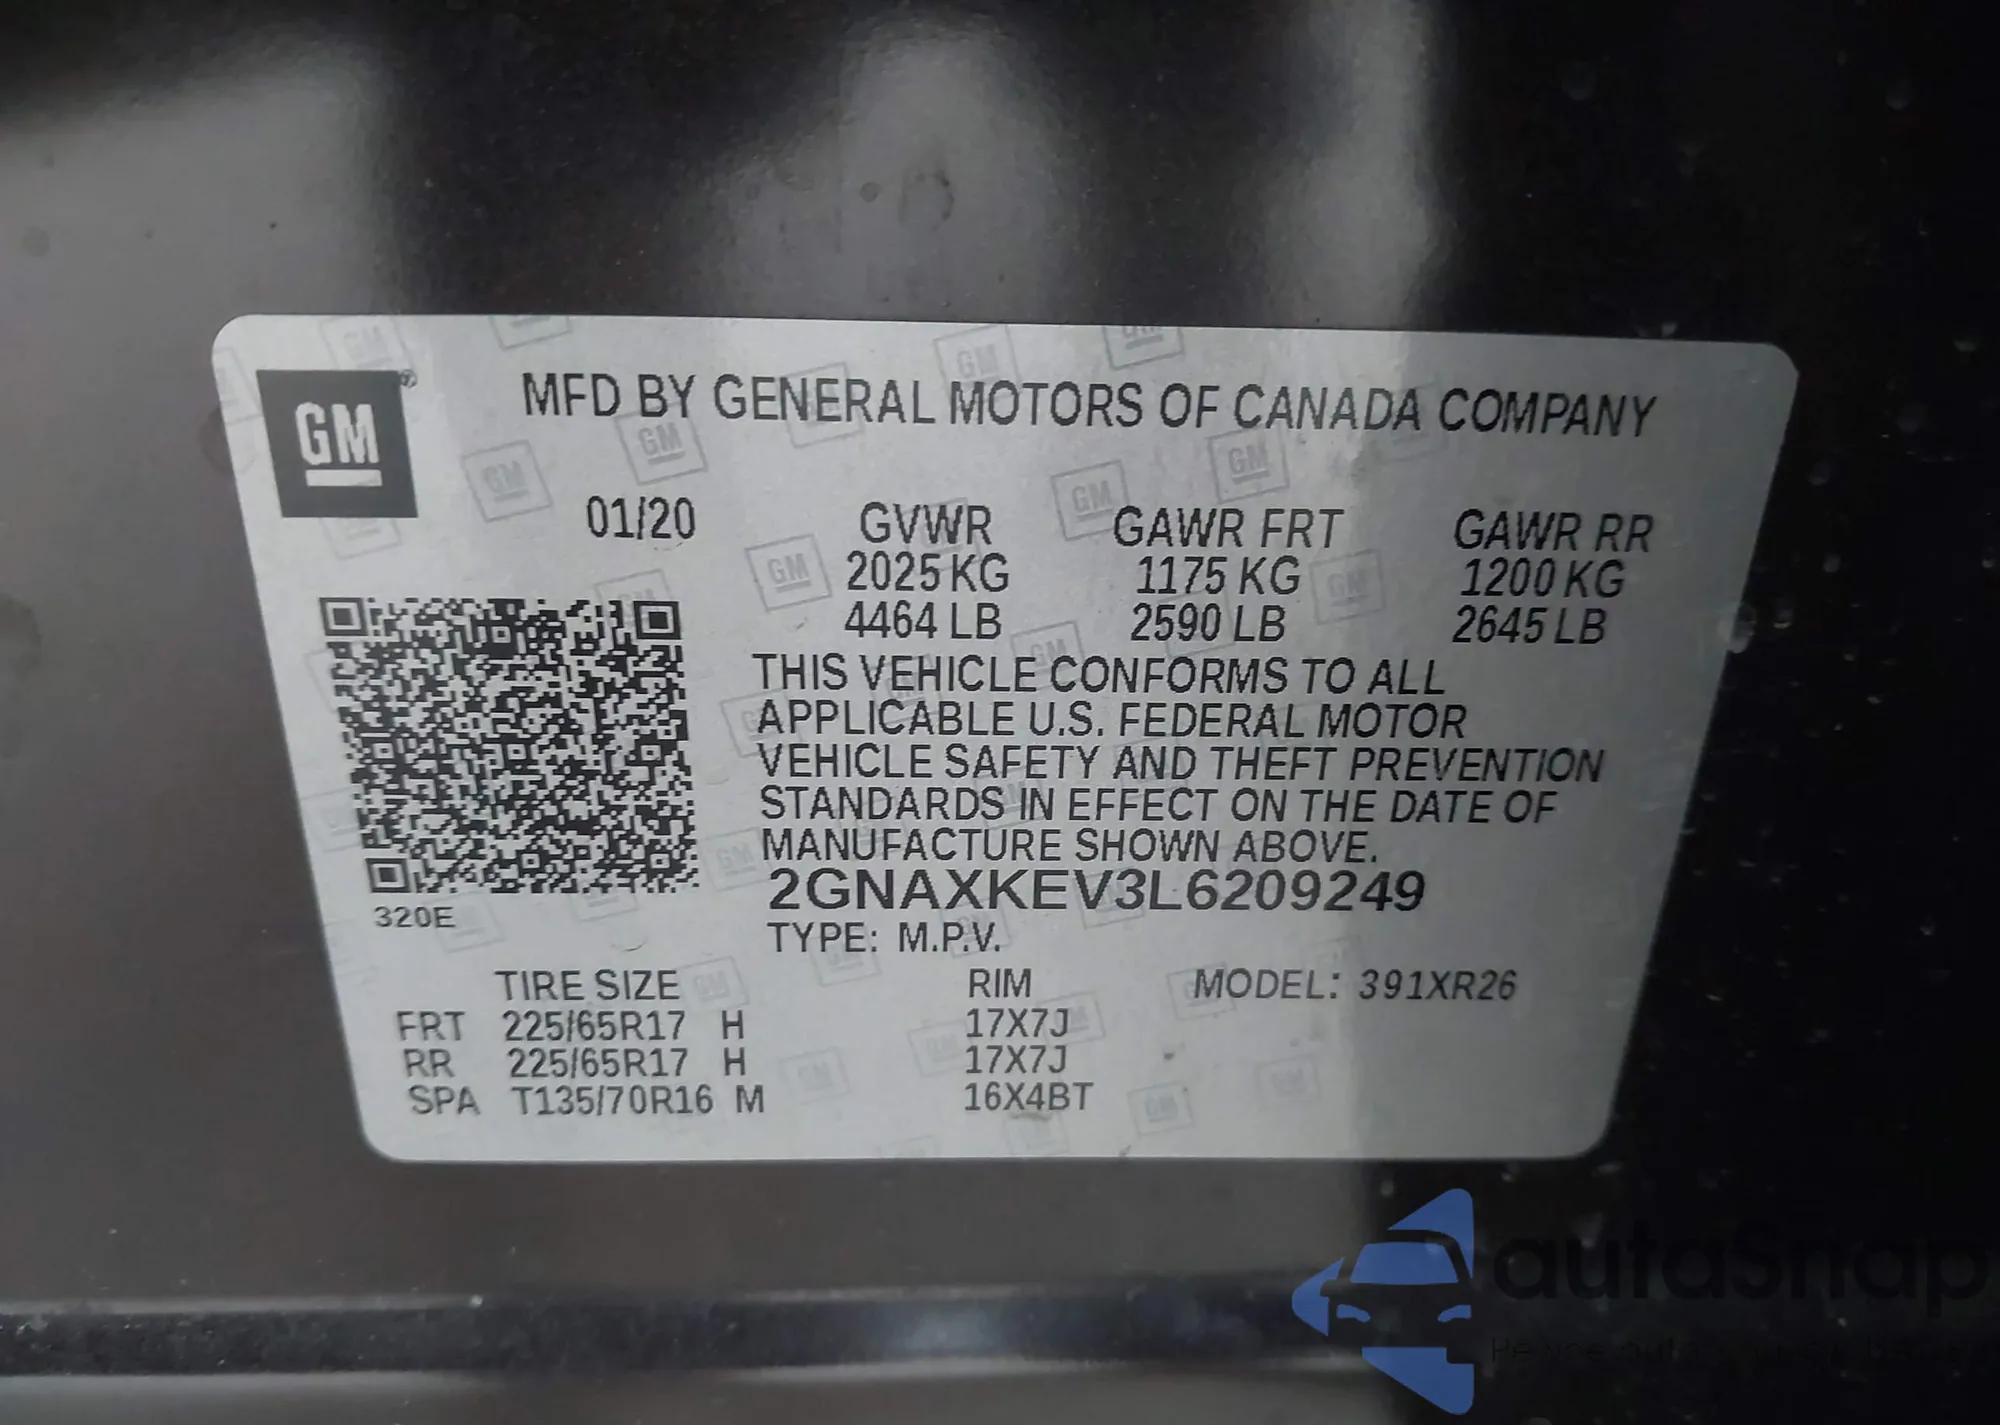 GM
MFD BY GENERAL MOTORS OF CANADA COMPANY
01/20 GVWR GAWR FRT GAWR RR
2025 KG 1175 KG 1200 KG
4464 LB 2590 LB 2645 LB
THIS VEHICLE CONFORMS TO ALL
APPLICABLE U.S. FEDERAL MOTOR
VEHICLE SAFETY AND THEFT PREVENTION
STANDARDS IN EFFECT ON THE DATE OF
MANUFACTURE SHOWN ABOVE.
2GNAXKEV3L6209249
320E
TYPE: M.P.V.
TIRE SIZE RIM MODEL: 391XR26
FRT 225/65R17 H 17X7J
RR 225/65R17 H 17X7J
SPA T135/70R16 M 16X4BT
autaSnap